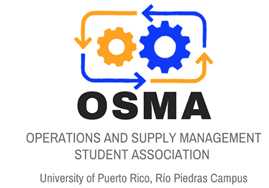 OSMA
OPERATIONS AND SUPPLY MANAGEMENT
STUDENT ASSOCIATION
University of Puerto Rico, Río Piedras Campus